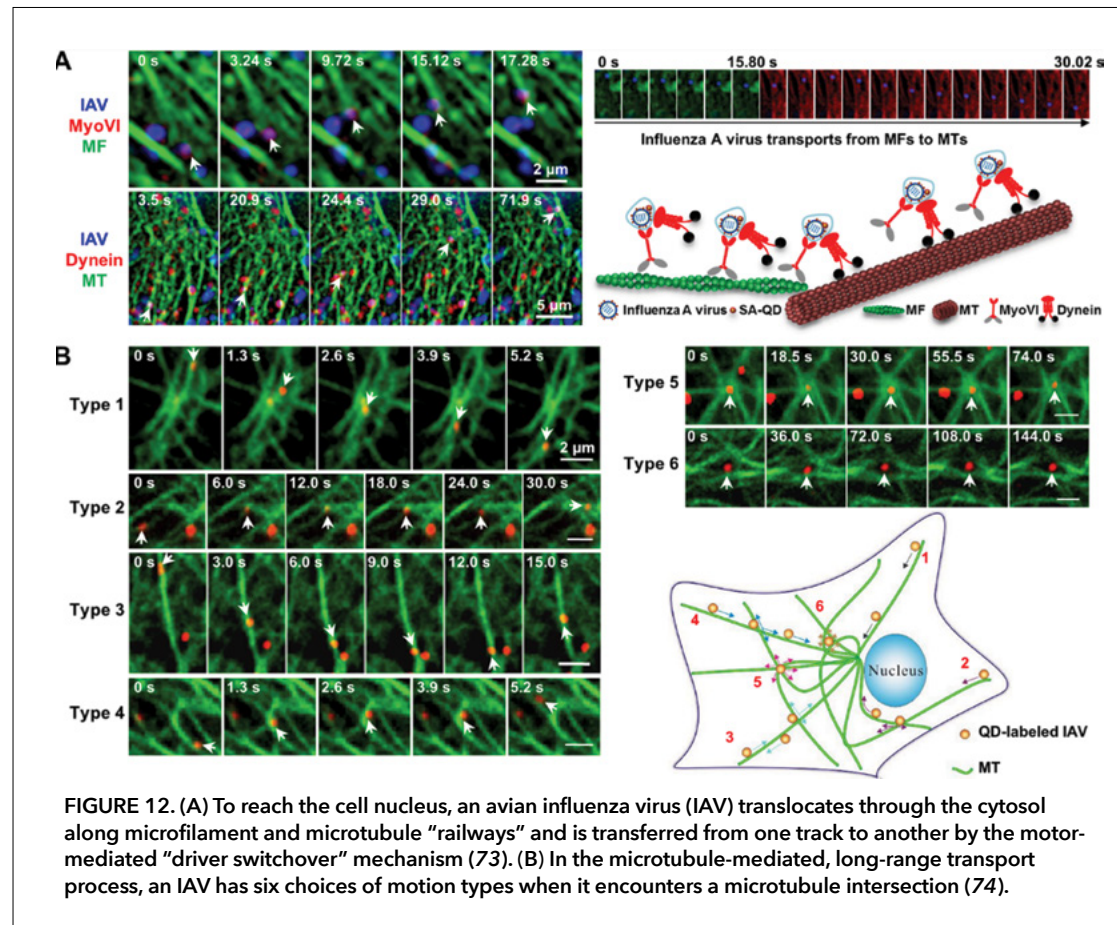 A
IAV
MyoVI
MF
0 s
3.24 s
9.72 s
15.12 s
17.28 s
2 µm
IAV
Dynein
MT
3.5 s
20.9 s
24.4 s
29.0 s
71.9 s
5 µm
0 s
15.80 s
30.02 s
Influenza A virus transports from MFs to MTs
Influenza A virus
SA-QD
MF
MT
MyoVI
Dynein
B
Type 1
0 s
1.3 s
2.6 s
3.9 s
5.2 s
2 µm
Type 2
0 s
6.0 s
12.0 s
18.0 s
24.0 s
30.0 s
Type 3
0 s
3.0 s
6.0 s
9.0 s
12.0 s
15.0 s
Type 4
0 s
1.3 s
2.6 s
3.9 s
5.2 s
Type 5
0 s
18.5 s
30.0 s
55.5 s
74.0 s
Type 6
0 s
36.0 s
72.0 s
108.0 s
144.0 s
1
6
4
Nucleus
2
5
3
QD-labeled IAV
MT
FIGURE 12. (A) To reach the cell nucleus, an avian influenza virus (IAV) translocates through the cytosol
along microfilament and microtubule “railways” and is transferred from one track to another by the motor-
mediated “driver switchover” mechanism (73). (B) In the microtubule-mediated, long-range transport
process, an IAV has six choices of motion types when it encounters a microtubule intersection (74).